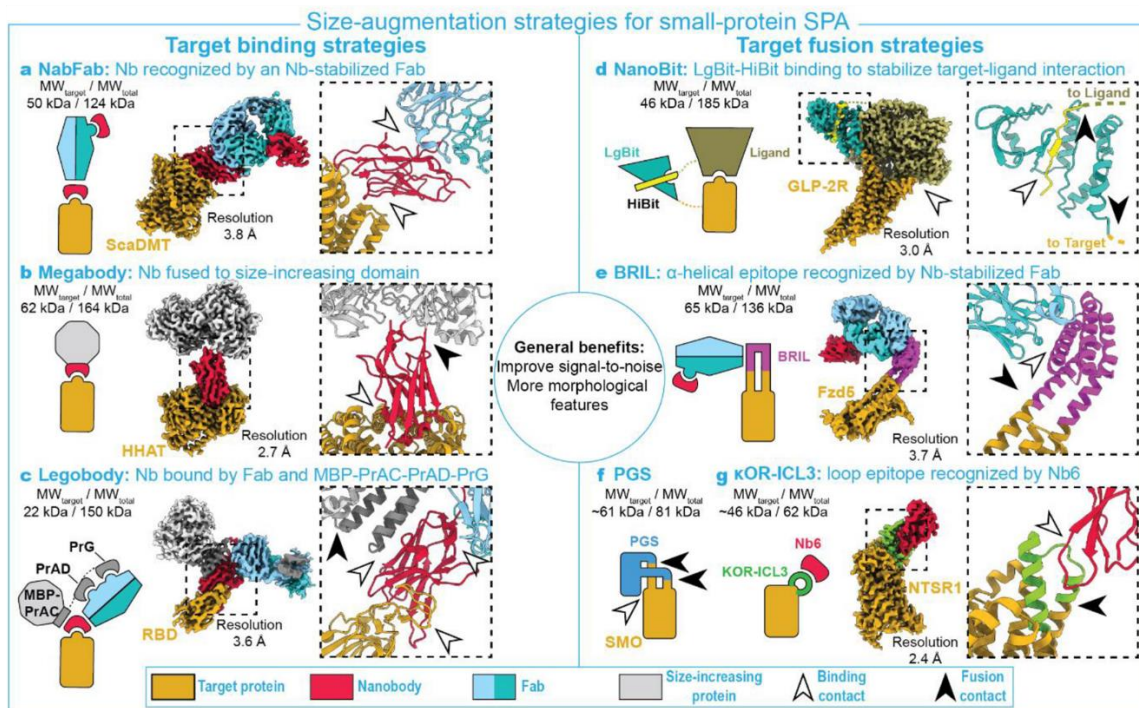 Size-augmentation strategies for small-protein SPA
Target binding strategies
a NabFab: Nb recognized by an Nb-stabilized Fab
MWtarget / MWtotal
50 kDa / 124 kDa
ScaDMT
Resolution
3.8 Å
b Megabody: Nb fused to size-increasing domain
MWtarget / MWtotal
62 kDa / 164 kDa
HHAT
Resolution
2.7 Å
c Legobody: Nb bound by Fab and MBP-PrAC-PrAD-PrG
MWtarget / MWtotal
22 kDa / 150 kDa
PrG
PrAD
MBP-
PrAC
RBD
Resolution
3.6 Å
General benefits:
Improve signal-to-noise
More morphological
features
Target fusion strategies
d NanoBit: LgBit-HiBit binding to stabilize target-ligand interaction
MWtarget / MWtotal
46 kDa / 185 kDa
LgBit
HiBit
Ligand
GLP-2R
Resolution
3.0 Å
to Ligand
to Target
e BRIL: α-helical epitope recognized by Nb-stabilized Fab
MWtarget / MWtotal
65 kDa / 136 kDa
BRIL
Fzd5
Resolution
3.7 Å
f PGS
MWtarget / MWtotal
~61 kDa / 81 kDa
PGS
SMO
g κOR-ICL3: loop epitope recognized by Nb6
MWtarget / MWtotal
~46 kDa / 62 kDa
Nb6
KOR-ICL3
NTSR1
Resolution
2.4 Å
Target protein
Nanobody
Fab
Size-increasing
protein
Binding
contact
Fusion
contact